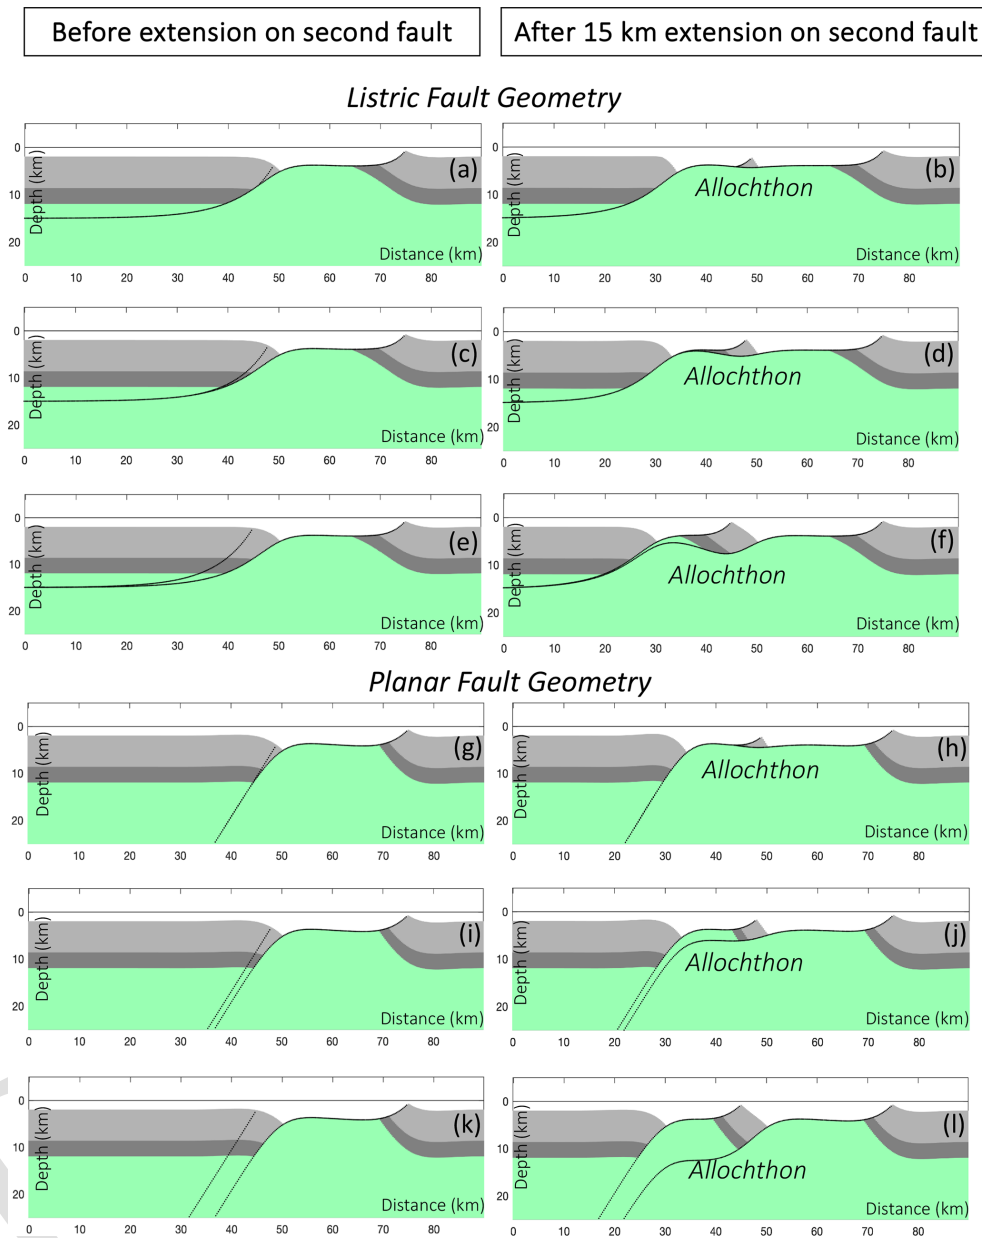 Before extension on second fault
After 15 km extension on second fault
Listric Fault Geometry
0
10
20
Depth (km)
(a)
Distance (km)
0 10 20 30 40 50 60 70 80
0
10
20
Depth (km)
(b)
Allochthon
Distance (km)
0 10 20 30 40 50 60 70 80
0
10
20
Depth (km)
(c)
Distance (km)
0 10 20 30 40 50 60 70 80
0
10
20
Depth (km)
(d)
Allochthon
Distance (km)
0 10 20 30 40 50 60 70 80
0
10
20
Depth (km)
(e)
Distance (km)
0 10 20 30 40 50 60 70 80
0
10
20
Depth (km)
(f)
Allochthon
Distance (km)
0 10 20 30 40 50 60 70 80
Planar Fault Geometry
0
10
20
Depth (km)
(g)
Distance (km)
0 10 20 30 40 50 60 70 80
0
10
20
Depth (km)
(h)
Allochthon
Distance (km)
0 10 20 30 40 50 60 70 80
0
10
20
Depth (km)
(i)
Distance (km)
0 10 20 30 40 50 60 70 80
0
10
20
Depth (km)
(j)
Allochthon
Distance (km)
0 10 20 30 40 50 60 70 80
0
10
20
Depth (km)
(k)
Distance (km)
0 10 20 30 40 50 60 70 80
0
10
20
Depth (km)
(l)
Allochthon
Distance (km)
0 10 20 30 40 50 60 70 80